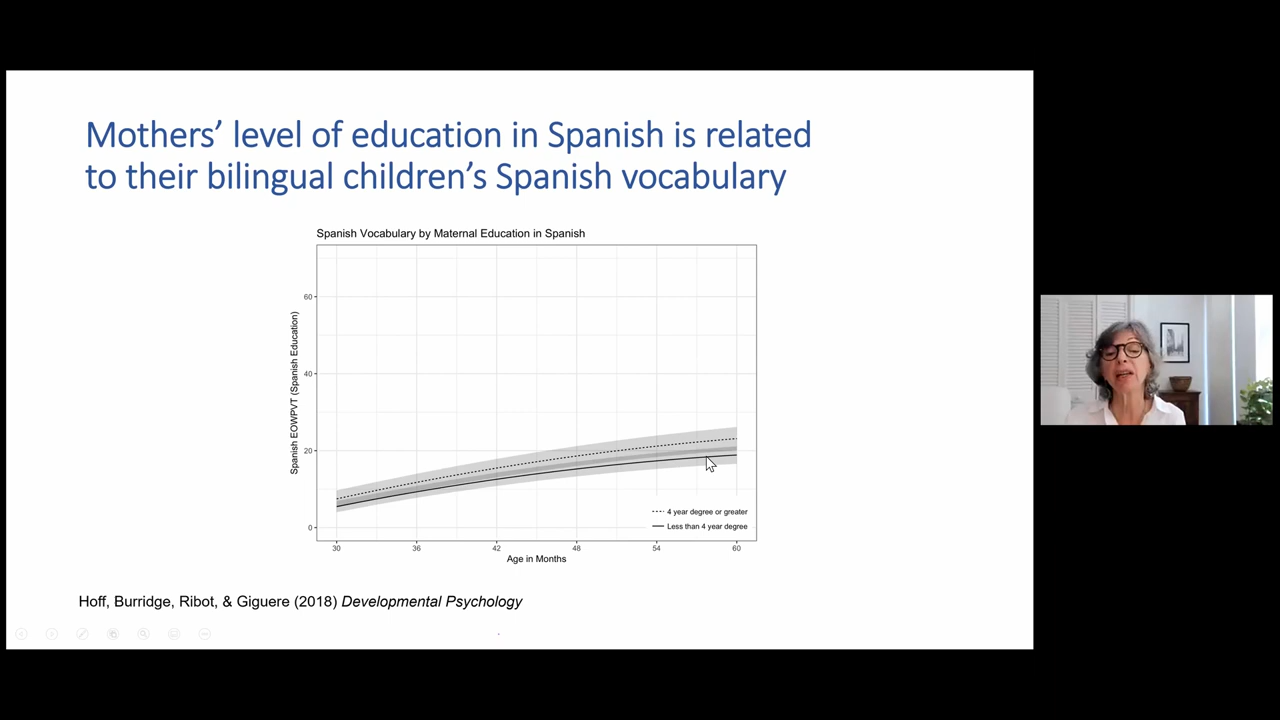 Mothers’ level of education in Spanish is related
to their bilingual children’s Spanish vocabulary
Spanish Vocabulary by Maternal Education in Spanish
Spanish EOWPVT (Spanish Education)
60
40
20
0
30 36 42 48 54 60
Age in Months
4 year degree or greater
Less than 4 year degree
Hoff, Burridge, Ribot, & Giguere (2018) Developmental Psychology